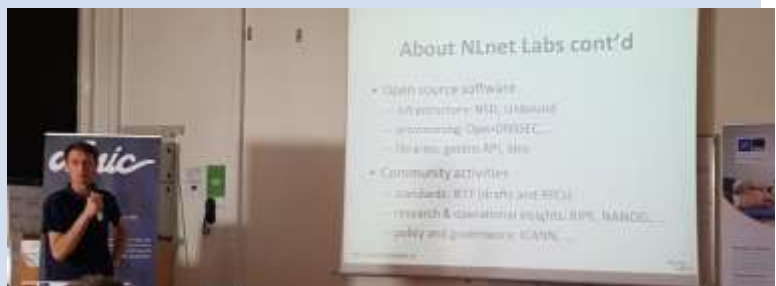 About NLnet Labs cont'd
• Open source software
– infrastructure: NSD, Unbound
– provisioning: OpenDNSSEC, ...
– libraries: getdns API, ldns
• Community activities
– standards: IETF (drafts and RFCs)
– research & operational insights: RIPE, NANOG, ...
– policy and governance: ICANN, ...
afnic